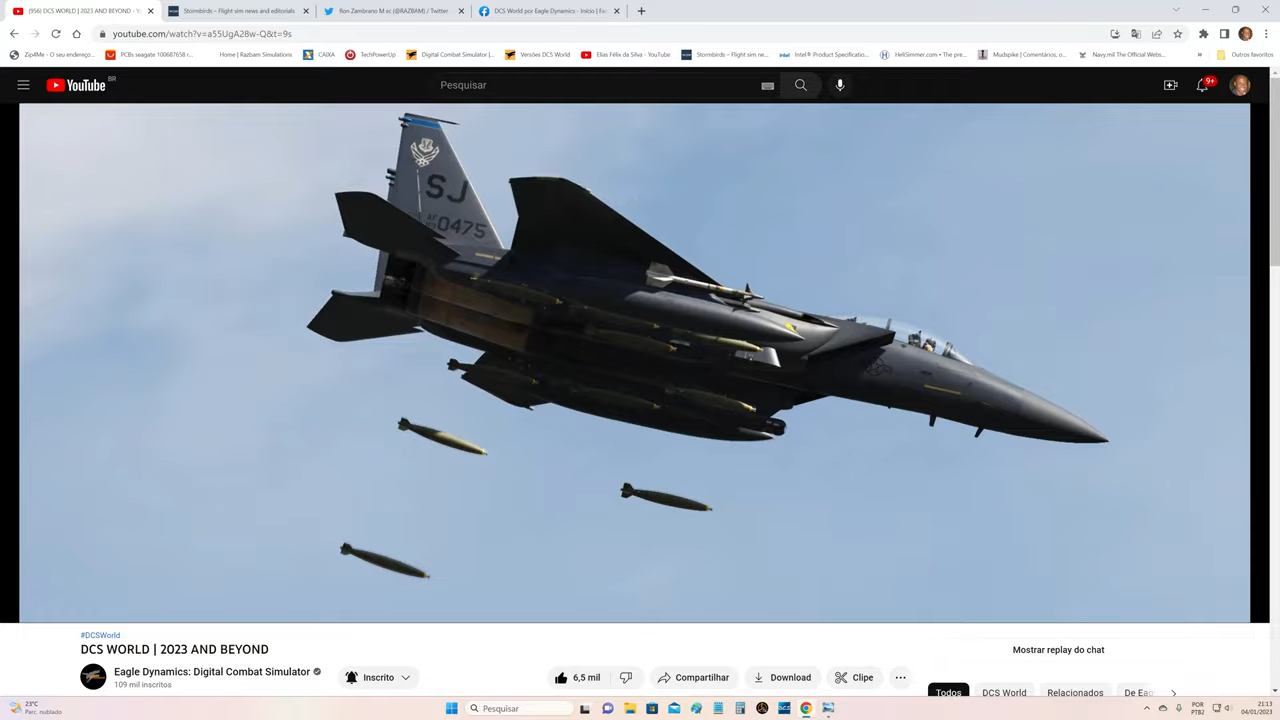 (956) DCS WORLD | 2023 AND BEYOND - Yo
Stormbirds – Flight sim news and editorials
Ron Zambrano M sc (@RAZBAM) / Twitter
DCS World por Eagle Dynamics - Início | Fa
youtube.com/watch?v=a55UgA28w-Q&t=9s
Zip4Me - O seu endereço...
PCBs seagate 100687658 r...
Home | Razbam Simulations
CAIXA
TechPowerUp
Digital Combat Simulator |...
Versões DCS World
Elias Félix da Silva - YouTube
Stormbirds – Flight sim ne...
Intel® Product Specificatio...
HeliSimmer.com - The pre...
Mudspike | Comentários, o...
Navy.mil The Official Webs...
»
Outros favoritos
YouTube BR
Pesquisar
9+
SJ
AF
0475
#DCSWorld
DCS WORLD | 2023 AND BEYOND
Eagle Dynamics: Digital Combat Simulator
109 mil inscritos
Inscrito
6,5 mil
Compartilhar
Download
Clipe
Mostrar replay do chat
Todos
DCS World
Relacionados
De Eag
23°C
Parc. nublado
Pesquisar
POR
PTB2
21:13
04/01/2023